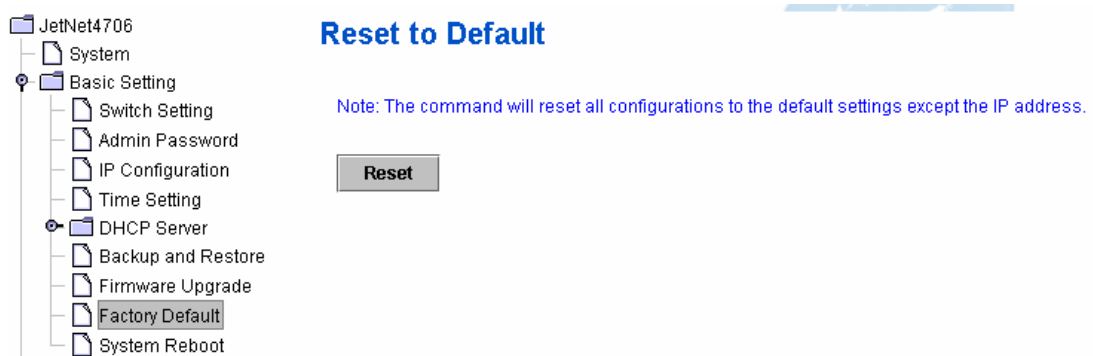 JetNet4706
System
Basic Setting
Switch Setting
Admin Password
IP Configuration
Time Setting
DHCP Server
Backup and Restore
Firmware Upgrade
Factory Default
System Reboot
Reset to Default
Note: The command will reset all configurations to the default settings except the IP address.
Reset